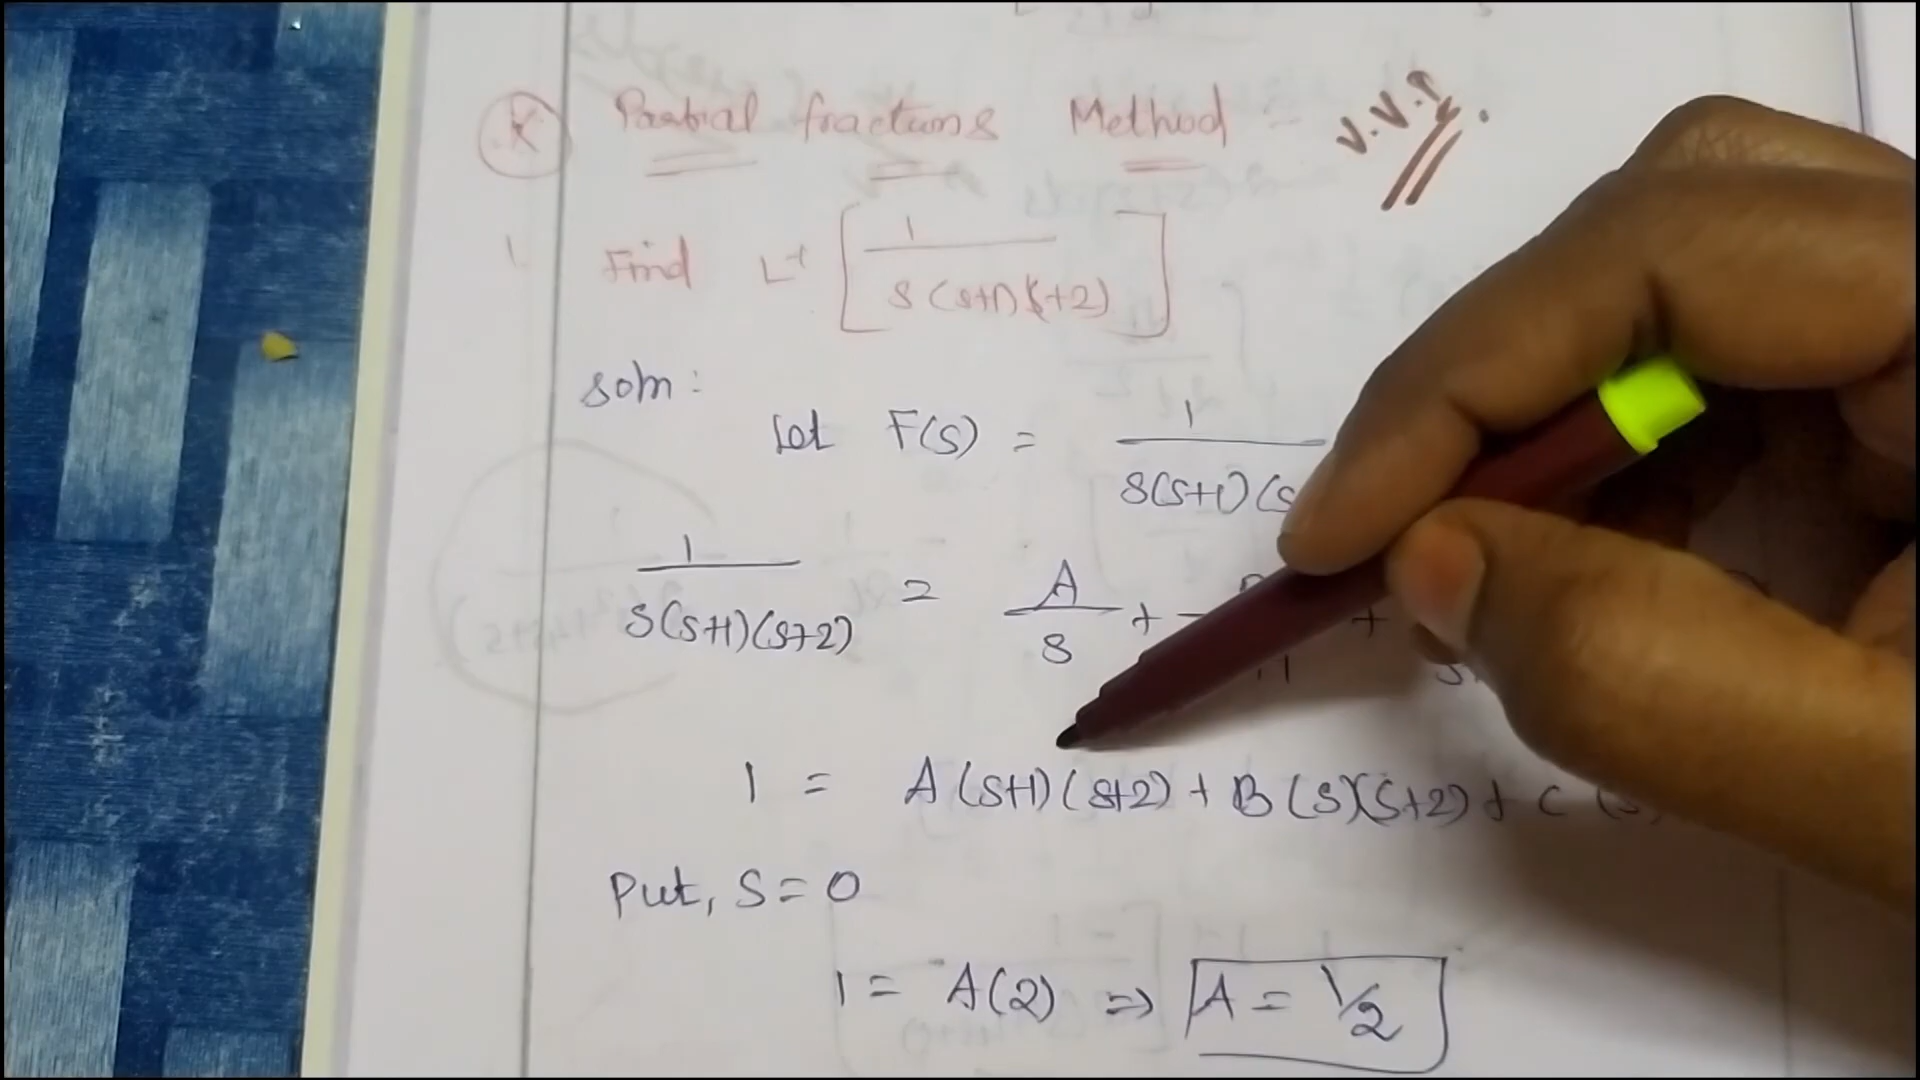 Partial fractions Method V.V.I.
1 Find L⁻¹ [ 1 / s(s+1)(s+2) ]
soln:
Let F(s) = 1 / s(s+1)(s
1 / s(s+1)(s+2) = A / s + +
1 = A(s+1)(s+2) + B(s)(s+2) + C (s)
Put, s = 0
1 = A(2) => A = 1/2